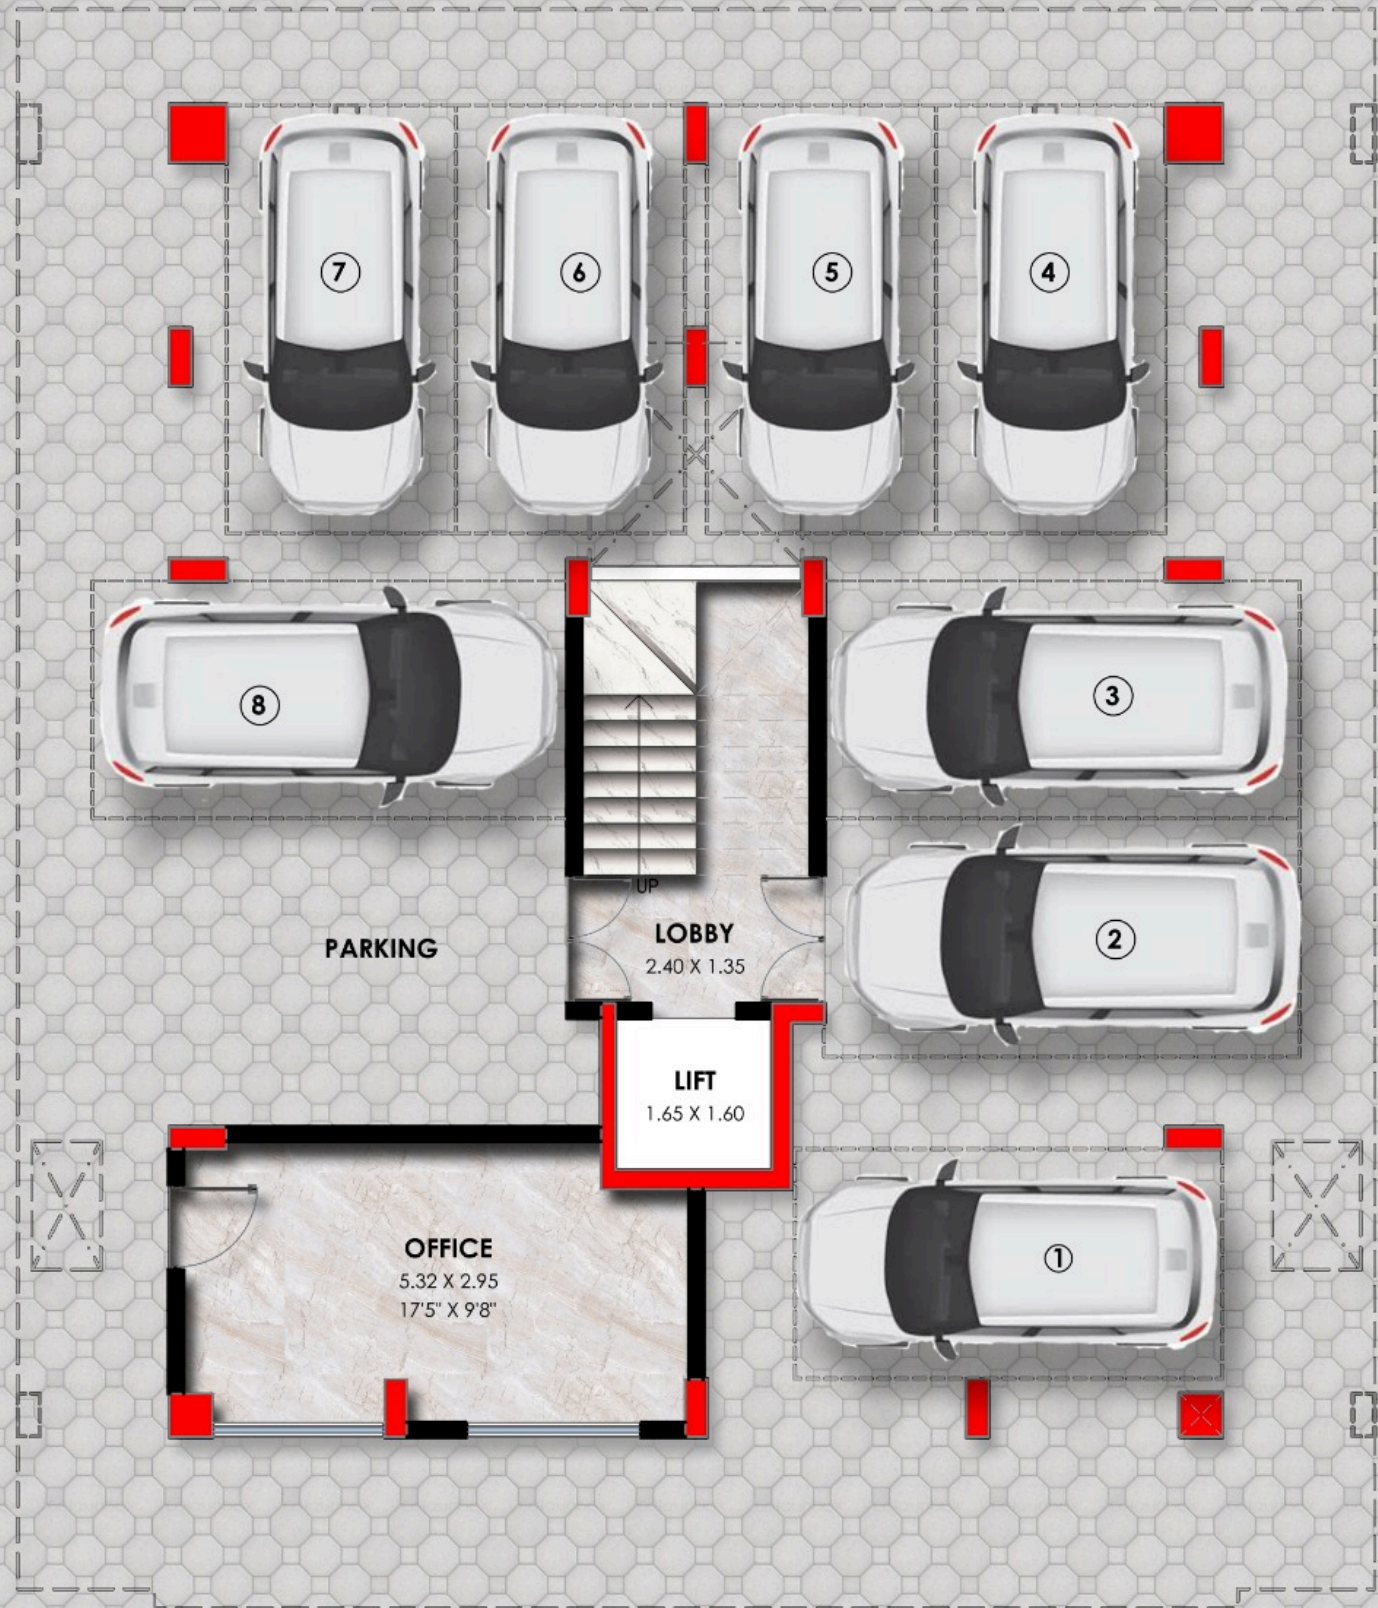 7
6
5
4
8
3
UP
PARKING
LOBBY
2.40 X 1.35
2
LIFT
1.65 X 1.60
OFFICE
5.32 X 2.95
17'5" X 9'8"
1